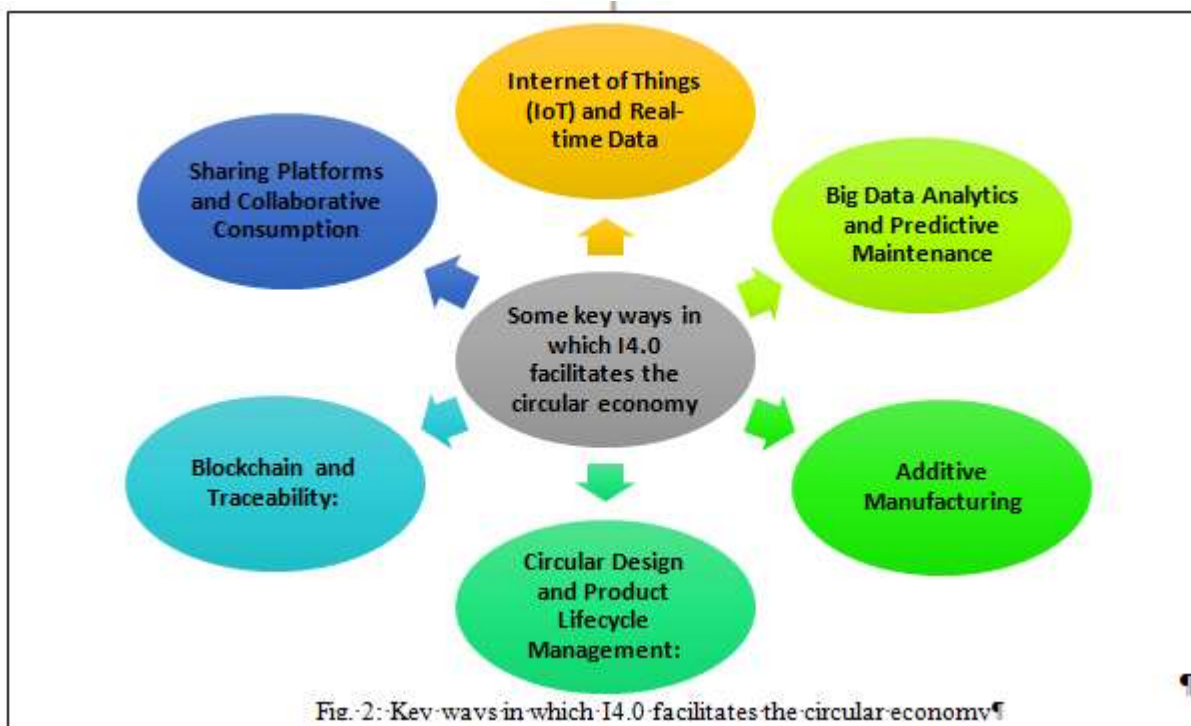 Internet of Things
(IoT) and Real-
time Data
Sharing Platforms
and Collaborative
Consumption
Big Data Analytics
and Predictive
Maintenance
Some key ways in
which I4.0
facilitates the
circular economy
Blockchain and
Traceability:
Additive
Manufacturing
Circular Design
and Product
Lifecycle
Management:
¶
Fig.·2:·Key·ways·in·which·I4.0·facilitates·the·circular·economy¶